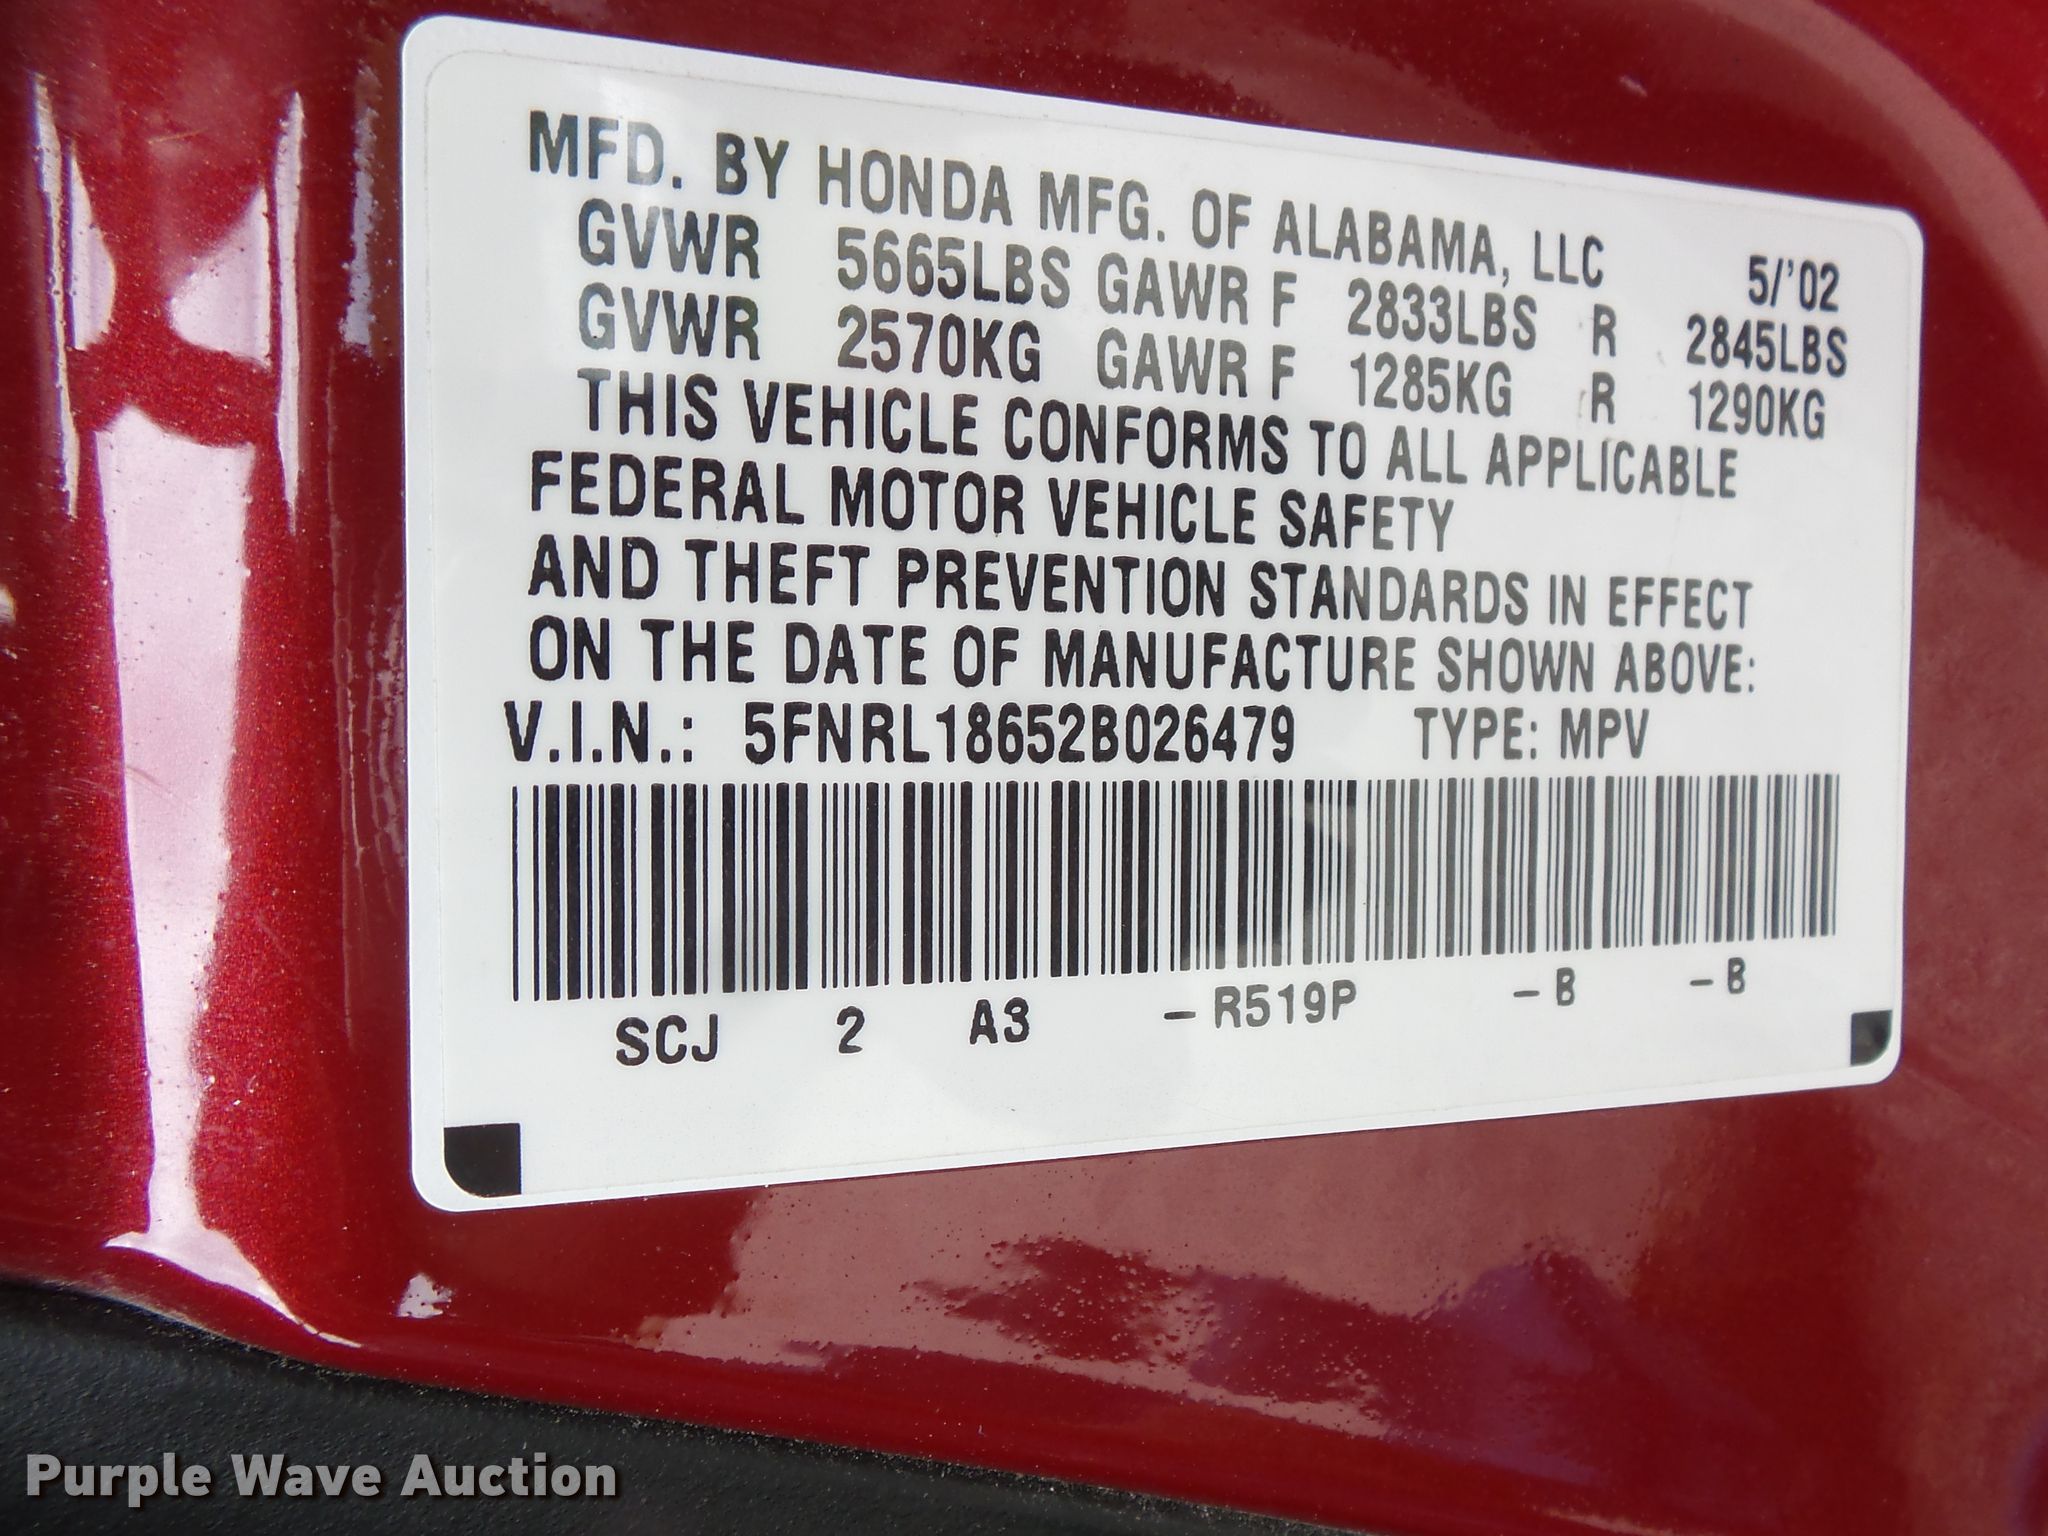 MFD. BY HONDA MFG. OF ALABAMA, LLC 5/'02
GVWR 5665LBS GAWR F 2833LBS R 2845LBS
GVWR 2570KG GAWR F 1285KG R 1290KG
THIS VEHICLE CONFORMS TO ALL APPLICABLE
FEDERAL MOTOR VEHICLE SAFETY
AND THEFT PREVENTION STANDARDS IN EFFECT
ON THE DATE OF MANUFACTURE SHOWN ABOVE:
V.I.N.: 5FNRL18652B026479 TYPE: MPV
SCJ 2 A3 -R519P -B -B
Purple Wave Auction